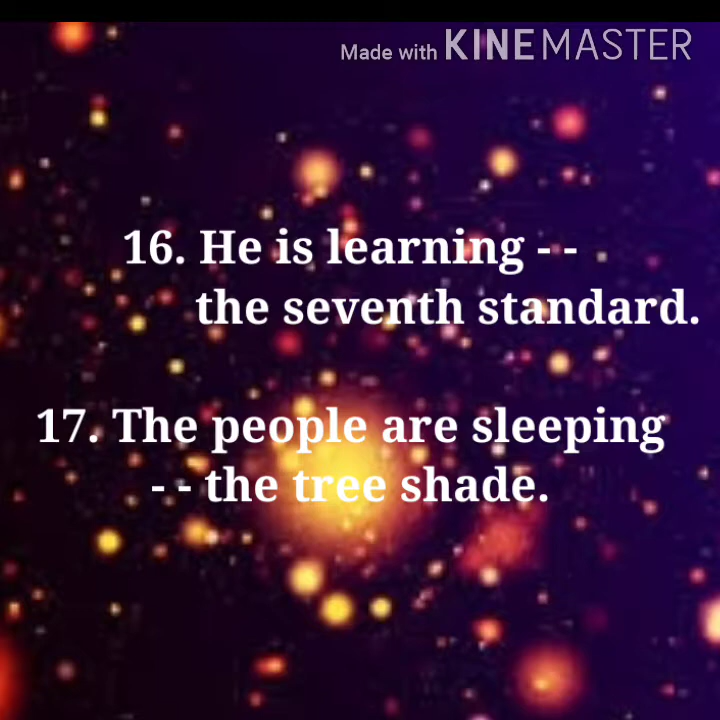 Made with KINEMASTER
16. He is learning - -
the seventh standard.
17. The people are sleeping
- - the tree shade.